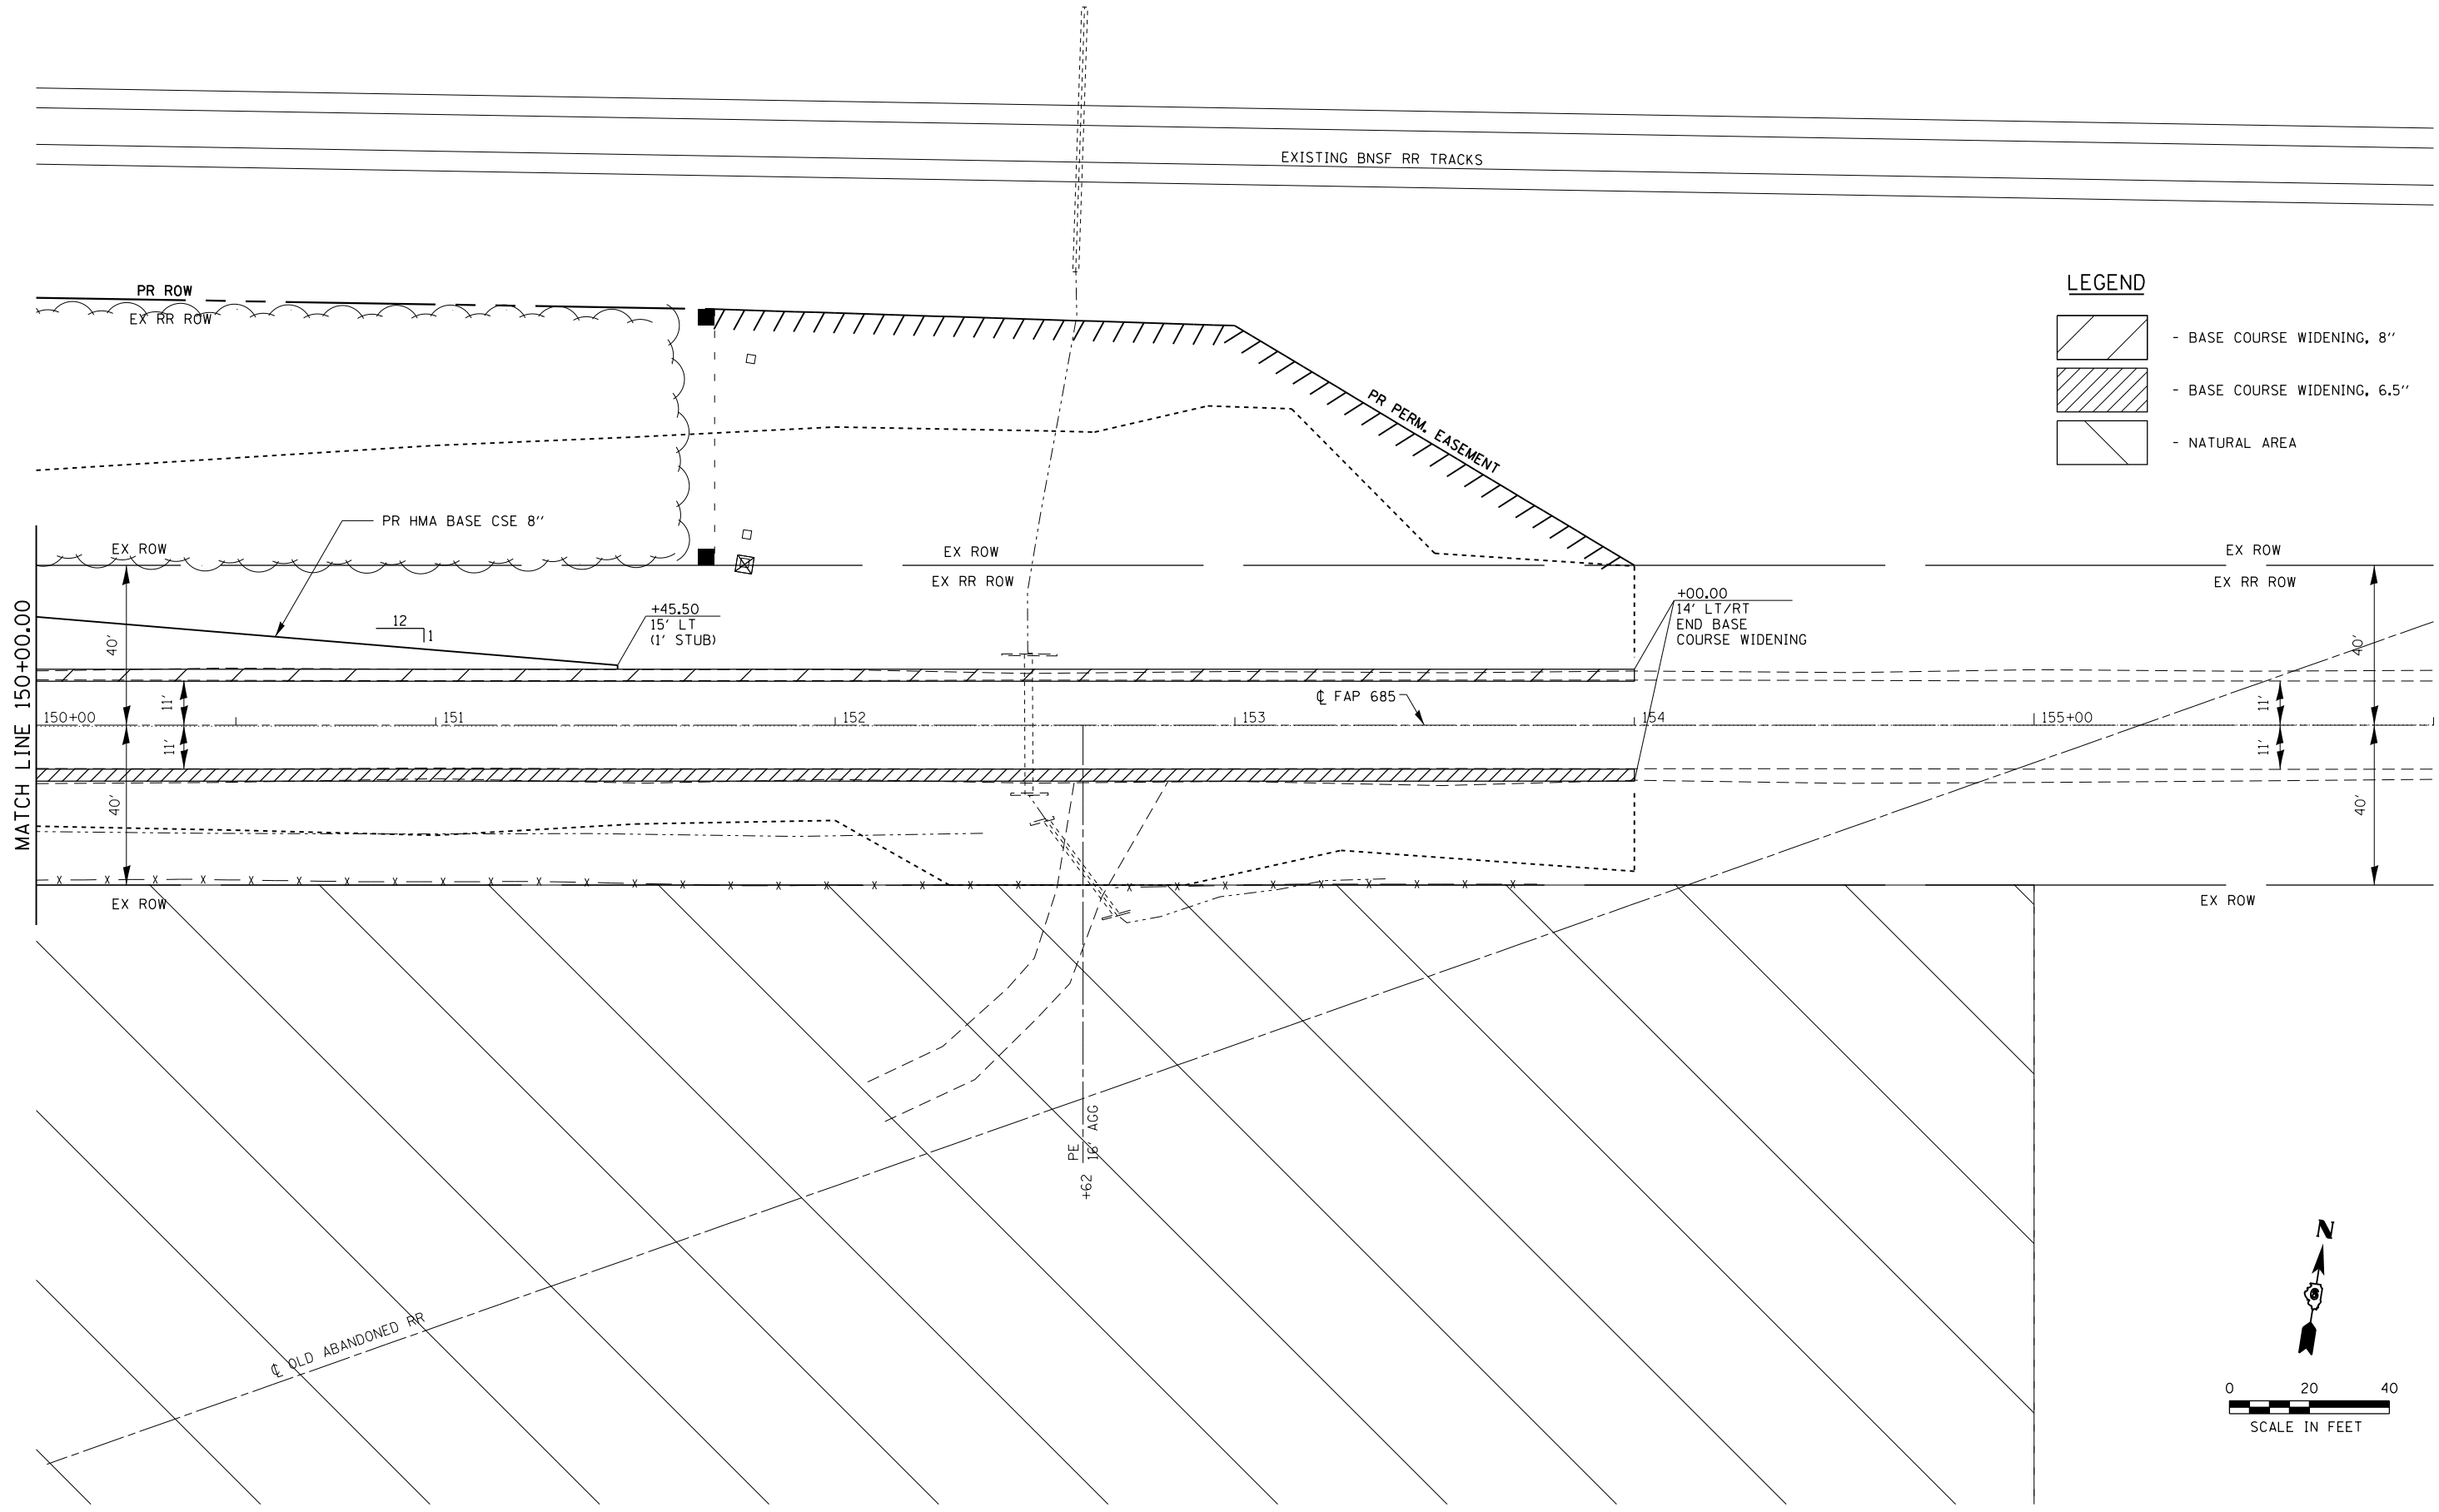 EXISTING BNSF RR TRACKS
PR ROW
EX RR ROW
LEGEND
- BASE COURSE WIDENING, 8''
- BASE COURSE WIDENING, 6.5''
- NATURAL AREA
PR PERM. EASEMENT
PR HMA BASE CSE 8''
EX ROW
EX ROW
EX ROW
EX RR ROW
EX RR ROW
MATCH LINE 150+00.00
40'
12
1
+45.50
15' LT
(1' STUB)
+00.00
14' LT/RT
END BASE
COURSE WIDENING
40'
11'
℄ FAP 685
11'
150+00
151
152
153
154
155+00
11'
11'
40'
40'
EX ROW
EX ROW
PE
16' AGG
+62
℄ OLD ABANDONED RR
N
0 20 40
SCALE IN FEET